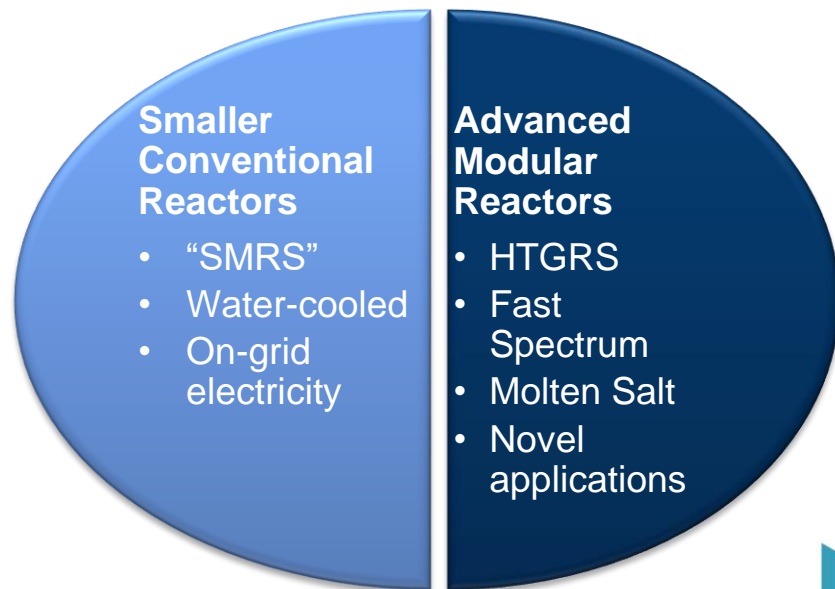 Smaller
Conventional
Reactors
• “SMRS”
• Water-cooled
• On-grid
electricity
Advanced
Modular
Reactors
• HTGRS
• Fast
Spectrum
• Molten Salt
• Novel
applications